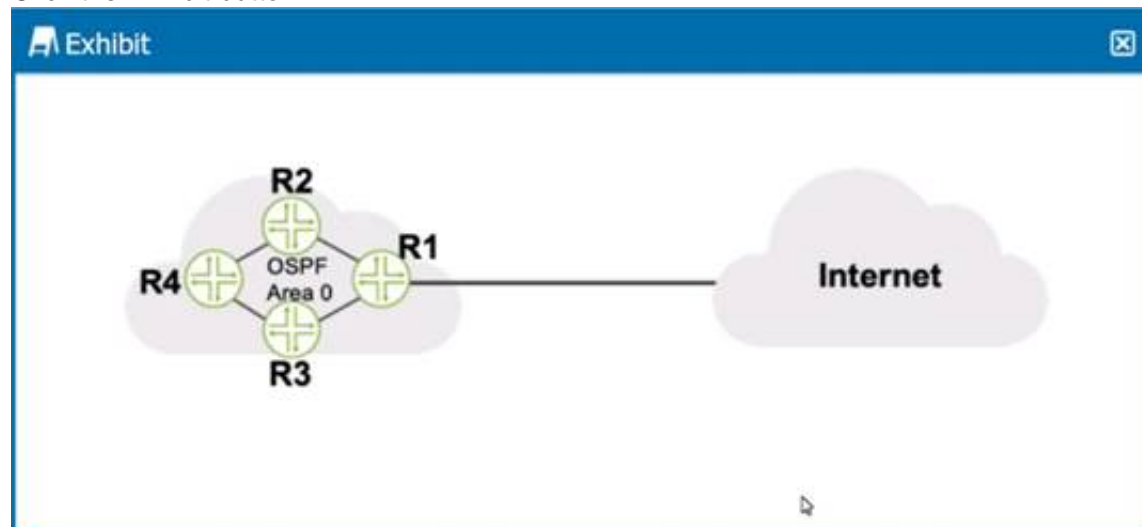 Exhibit
R2
R1
OSPF
R4
Internet
Area 0
R3